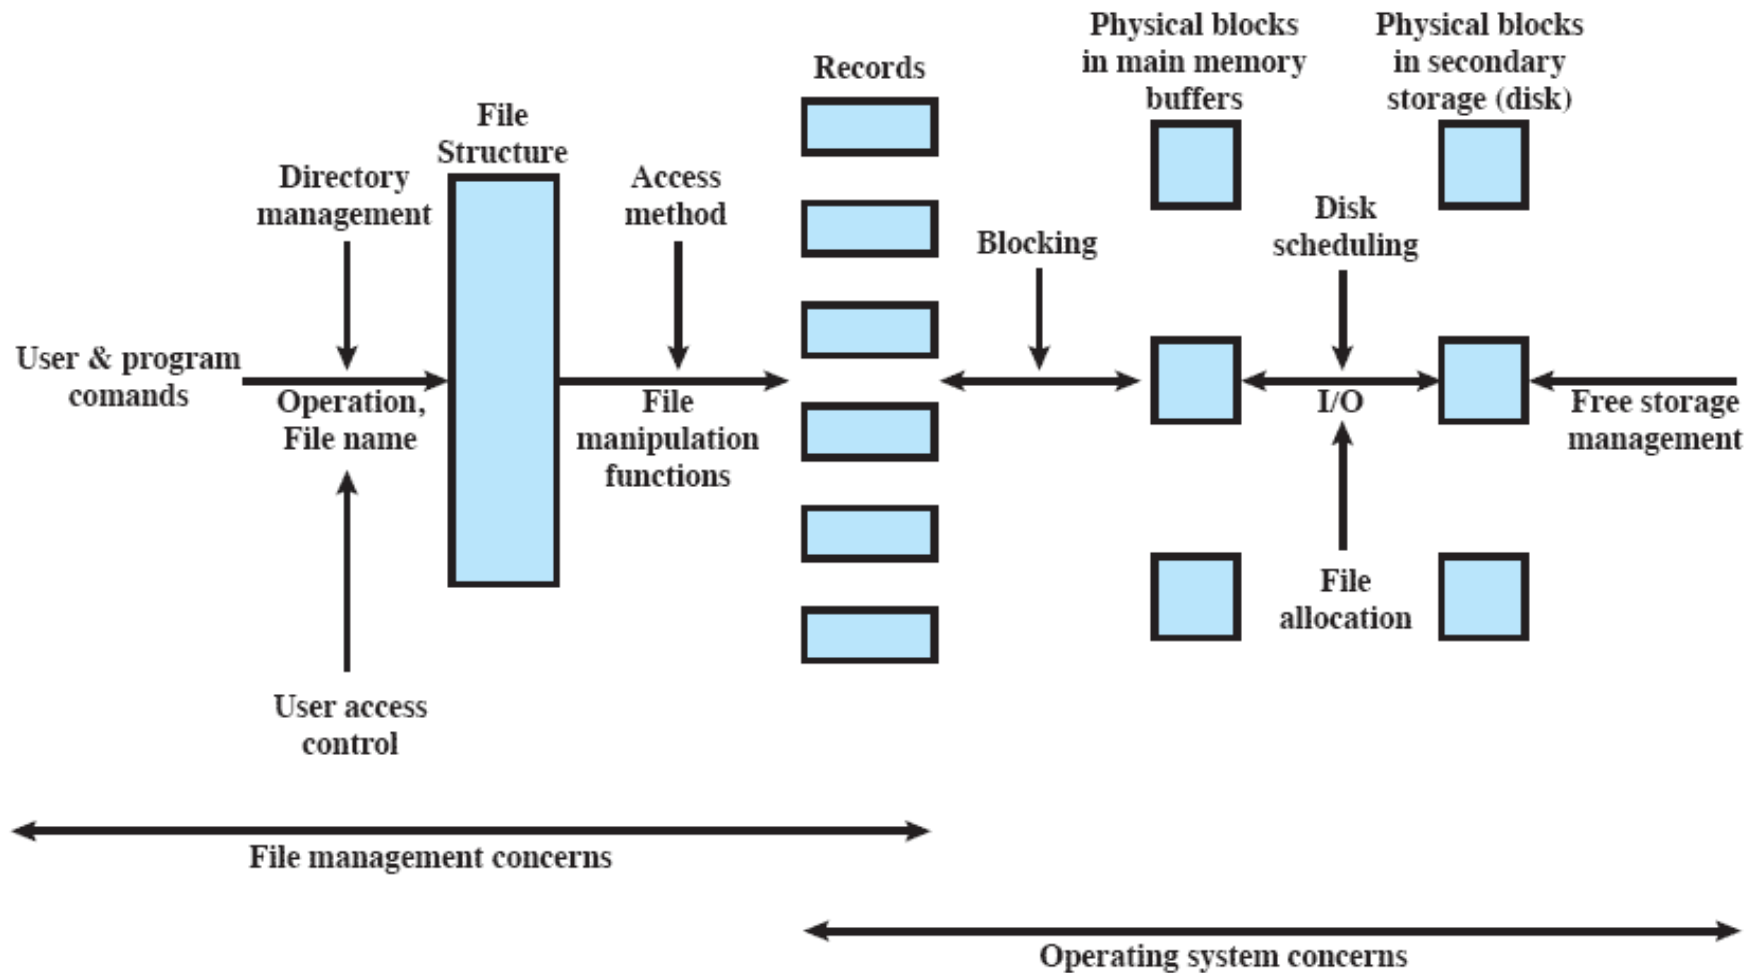 Physical blocks
in main memory
buffers
Physical blocks
in secondary
storage (disk)
Records
File
Structure
Directory
management
Access
method
Disk
scheduling
Blocking
User & program
comands
Operation,
File name
File
manipulation
functions
I/O
Free storage
management
File
allocation
User access
control
File management concerns
Operating system concerns